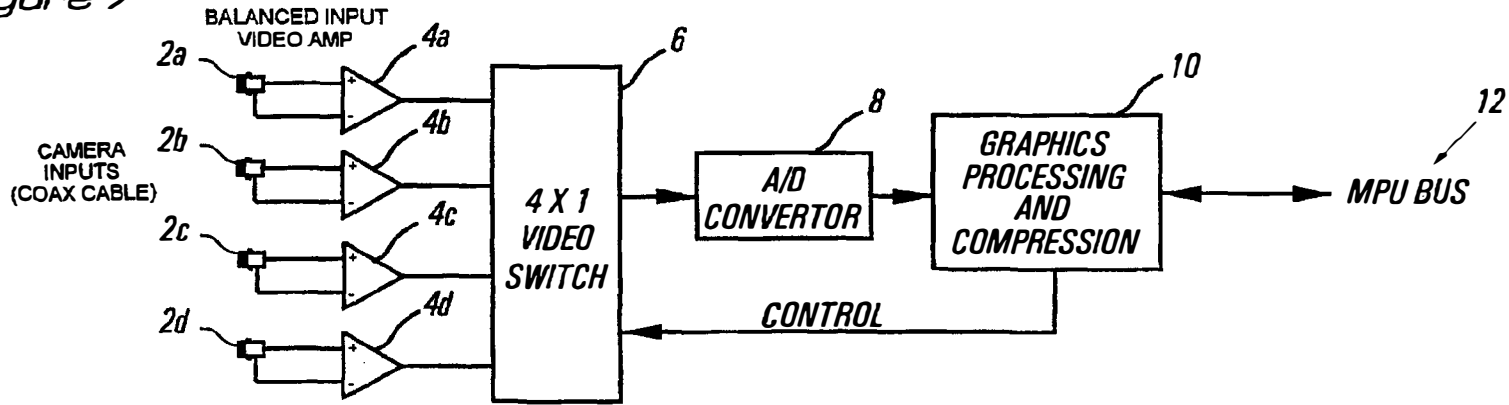 BALANCED INPUT
VIDEO AMP
2a
4a
6
+
-
10
8
12
2b
4b
+
-
CAMERA
INPUTS
(COAX CABLE)
A/D
CONVERTOR
GRAPHICS
PROCESSING
AND
COMPRESSION
MPU BUS
4 X 1
VIDEO
SWITCH
2c
4c
+
-
CONTROL
2d
4d
+
-